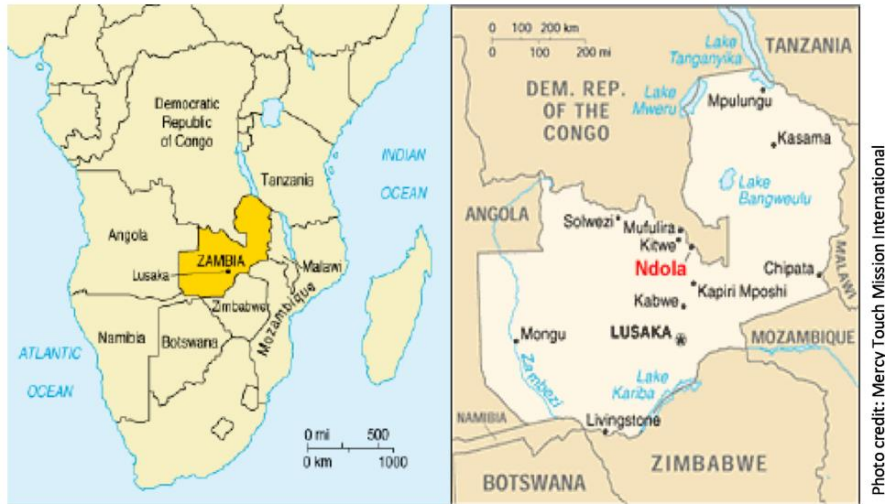 Democratic
Republic
of Congo
INDIAN
OCEAN
Tanzania
Angola
ZAMBIA
Lusaka
Malawi
Zimbabwe
Mozambique
Namibia
Botswana
ATLANTIC
OCEAN
0 mi 500
0 km 1000
0 100 200 km
0 100 200 mi
Lake
Tanganyika
TANZANIA
DEM. REP.
OF THE
CONGO
Lake
Mweru
Mpulungu
Kasama
Lake
Bangweulu
ANGOLA
Solwezi
Mufulira
Kitwe
Ndola
Chipata
MALAWI
Kapiri Mposhi
Kabwe
LUSAKA
Mongu
MOZAMBIQUE
Zambezi
Lake
Kariba
NAMIBIA
Livingstone
ZIMBABWE
BOTSWANA
Photo credit: Mercy Touch Mission International